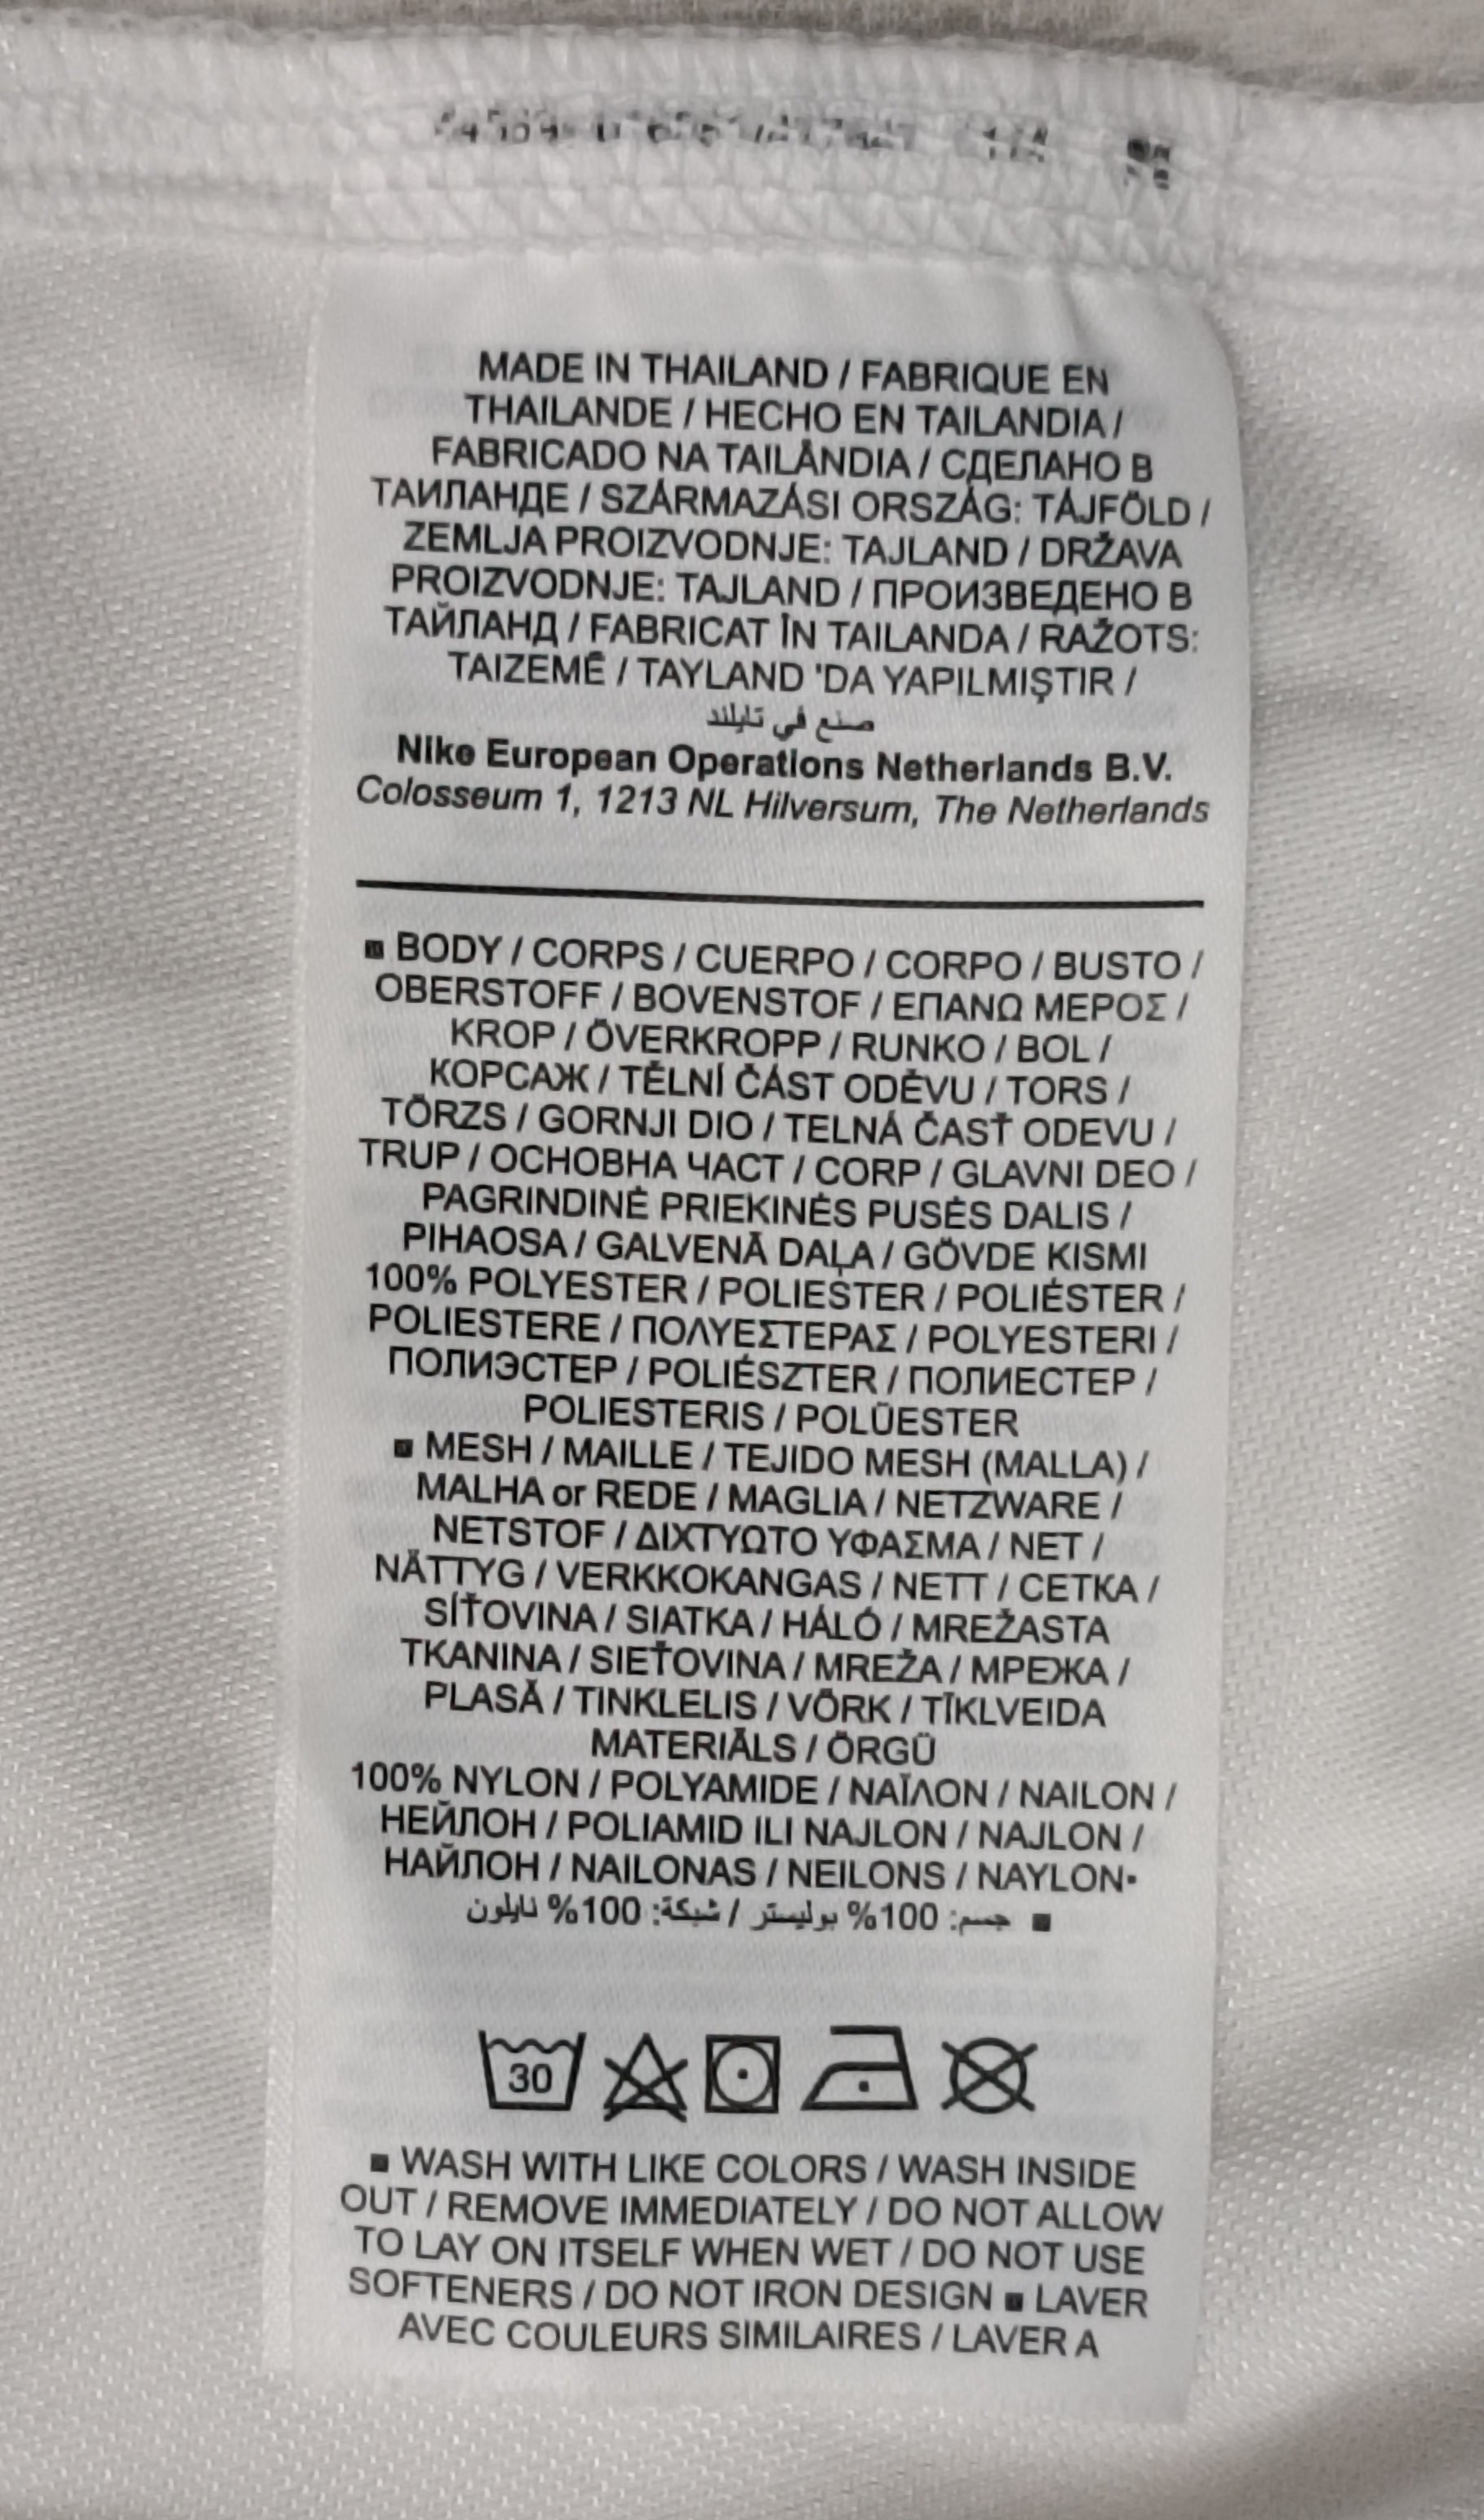 MADE IN THAILAND / FABRIQUE EN
THAILANDE / HECHO EN TAILANDIA /
FABRICADO NA TAILÂNDIA / СДЕЛАНО В
ТАИЛАНДЕ / SZÁRMAZÁSI ORSZÁG: TÁJFÖLD /
ZEMLJA PROIZVODNJE: TAJLAND / DRŽAVA
PROIZVODNJE: TAJLAND / ПРОИЗВЕДЕНО В
ТАЙЛАНД / FABRICAT ÎN TAILANDA / RAŽOTS:
TAIZEMĒ / TAYLAND 'DA YAPILMIŞTIR /
صنع في تايلند
Nike European Operations Netherlands B.V.
Colosseum 1, 1213 NL Hilversum, The Netherlands
■ BODY / CORPS / CUERPO / CORPO / BUSTO /
OBERSTOFF / BOVENSTOF / ΕΠΑΝΩ ΜΕΡΟΣ /
KROP / ÖVERKROPP / RUNKO / BOL /
КОРСАЖ / TĚLNÍ ČÁST ODĚVU / TORS /
TÖRZS / GORNJI DIO / TELNÁ ČASŤ ODEVU /
TRUP / ОСНОВНА ЧАСТ / CORP / GLAVNI DEO /
PAGRINDINĖ PRIEKINĖS PUSĖS DALIS /
PIHAOSA / GALVENĀ DAĻA / GÖVDE KISMI
100% POLYESTER / POLIESTER / POLIÉSTER /
POLIESTERE / ΠΟΛΥΕΣΤΕΡΑΣ / POLYESTERI /
ПОЛИЭСТЕР / POLIÉSZTER / ПОЛИЕСТЕР /
POLIESTERIS / POLÜESTER
■ MESH / MAILLE / TEJIDO MESH (MALLA) /
MALHA or REDE / MAGLIA / NETZWARE /
NETSTOF / ΔΙΧΤΥΩΤΟ ΥΦΑΣΜΑ / NET /
NÄTTYG / VERKKOKANGAS / NETT / СЕТКА /
SÍŤOVINA / SIATKA / HÁLÓ / MREŽASTA
TKANINA / SIEŤOVINA / MREŽA / МРЕЖА /
PLASĂ / TINKLELIS / VÕRK / TĪKLVEIDA
MATERIĀLS / ÖRGÜ
100% NYLON / POLYAMIDE / ΝΑΪΛΟΝ / NAILON /
НЕЙЛОН / POLIAMID ILI NAJLON / NAJLON /
НАЙЛОН / NAILONAS / NEILONS / NAYLON▪
■ جسم: 100% بوليستر / شبكة: 100% نايلون
30
■ WASH WITH LIKE COLORS / WASH INSIDE
OUT / REMOVE IMMEDIATELY / DO NOT ALLOW
TO LAY ON ITSELF WHEN WET / DO NOT USE
SOFTENERS / DO NOT IRON DESIGN ■ LAVER
AVEC COULEURS SIMILAIRES / LAVER A